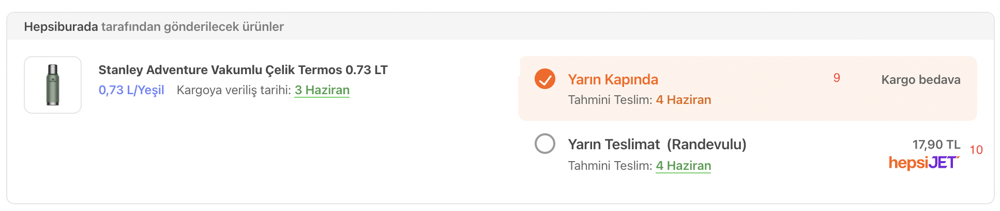 Hepsiburada tarafından gönderilecek ürünler
Stanley Adventure Vakumlu Çelik Termos 0.73 LT
0,73 L/Yeşil Kargoya veriliş tarihi: 3 Haziran
Yarın Kapında 9 Kargo bedava
Tahmini Teslim: 4 Haziran
Yarın Teslimat (Randevulu) 17,90 TL 10
hepsiJET
Tahmini Teslim: 4 Haziran